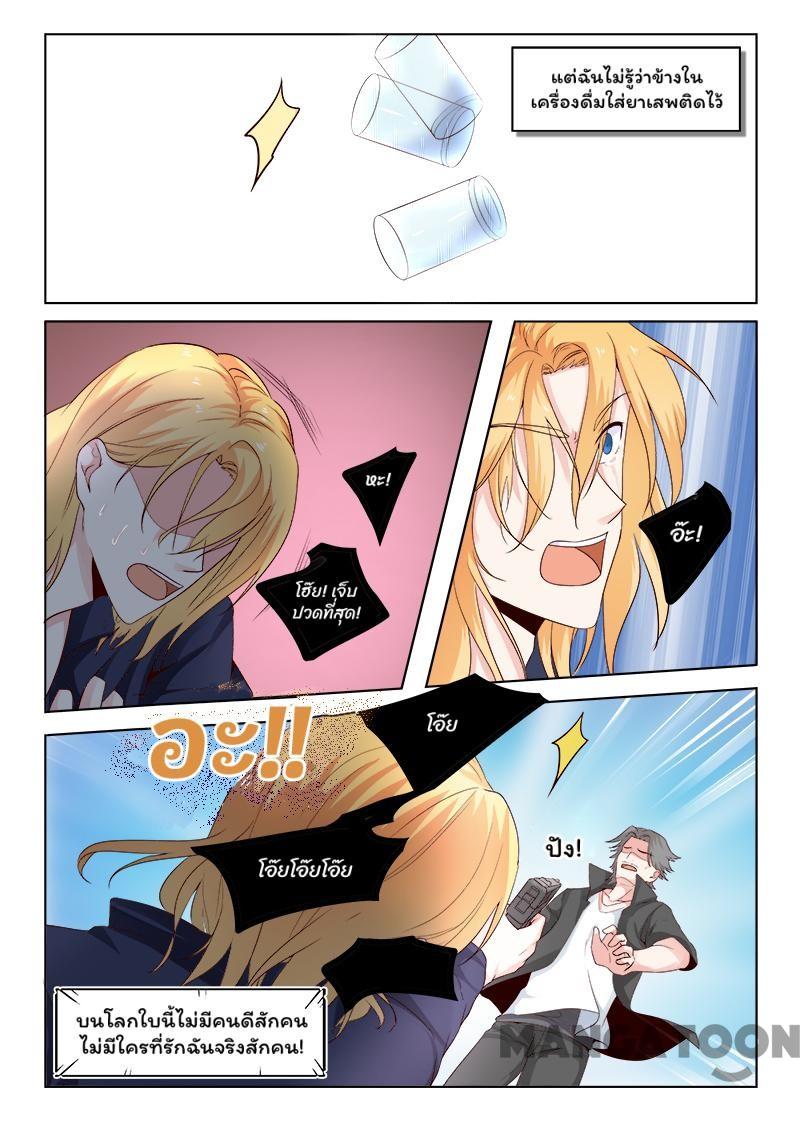 แต่ฉันไม่รู้ว่าข้างใน
เครื่องดื่มใส่ยาเสพติดไว้
หะ!
โฮ๊ย! เจ็บ
ปวดที่สุด!
อ๊ะ!
อะ!!
โอ๊ย
โอ๊ยโอ๊ยโอ๊ย
ปัง!
บนโลกใบนี้ไม่มีคนดีสักคน
ไม่มีใครที่รักฉันจริงสักคน!
MANGATOON